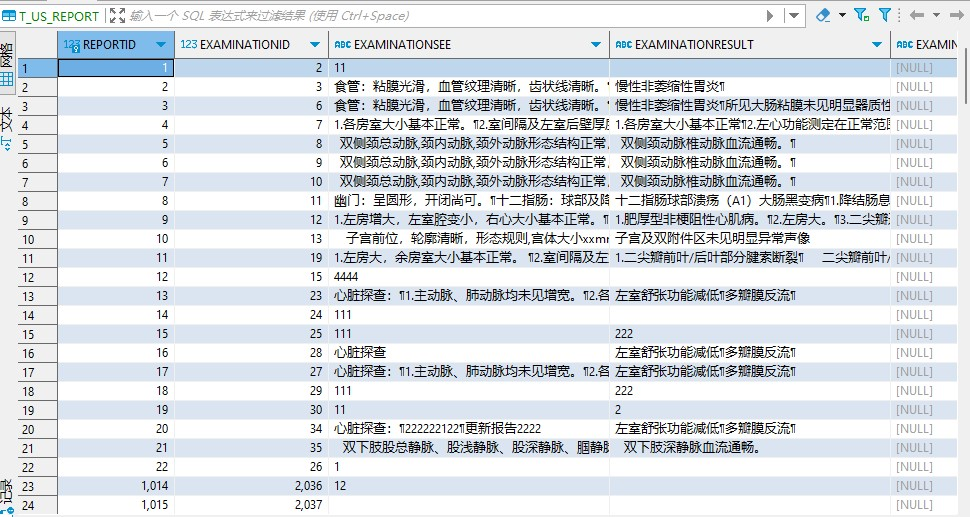 T_US_REPORT 输入一个 SQL 表达式来过滤结果 (使用 Ctrl+Space)
网格
文本
记录
123 REPORTID 123 EXAMINATIONID ABC EXAMINATIONSEE ABC EXAMINATIONRESULT ABC EXAMIN
1 1 2 11 [NULL]
2 2 3 食管：粘膜光滑，血管纹理清晰，齿状线清晰。¶ 慢性非萎缩性胃炎¶ [NULL]
3 3 6 食管：粘膜光滑，血管纹理清晰，齿状线清晰。¶ 慢性非萎缩性胃炎¶所见大肠粘膜未见明显器质性 [NULL]
4 4 7 1.各房室大小基本正常。¶2.室间隔及左室后壁厚度 1.各房室大小基本正常¶2.左心功能测定在正常范围 [NULL]
5 5 8 双侧颈总动脉,颈内动脉,颈外动脉形态结构正常， 双侧颈动脉椎动脉血流通畅。¶ [NULL]
6 6 9 双侧颈总动脉,颈内动脉,颈外动脉形态结构正常， 双侧颈动脉椎动脉血流通畅。¶ [NULL]
7 7 10 双侧颈总动脉,颈内动脉,颈外动脉形态结构正常， 双侧颈动脉椎动脉血流通畅。¶ [NULL]
8 8 11 幽门：呈圆形，开闭尚可。¶十二指肠：球部及降 十二指肠球部溃疡（A1）大肠黑变病¶1.降结肠息 [NULL]
9 9 12 1.左房增大，左室腔变小，右心大小基本正常。¶ 1.肥厚型非梗阻性心肌病。¶2.左房大。¶3.二尖瓣 [NULL]
10 10 13 子宫前位，轮廓清晰，形态规则,宫体大小xxmm 子宫及双附件区未见明显异常声像 [NULL]
11 11 19 1.左房大，余房室大小基本正常。 ¶2.室间隔及左 1.二尖瓣前叶/后叶部分腱索断裂¶ 二尖瓣前叶/ [NULL]
12 12 15 4444 [NULL]
13 13 23 心脏探查：¶1.主动脉、肺动脉均未见增宽。¶2.各 左室舒张功能减低¶多瓣膜反流¶ [NULL]
14 14 24 111 [NULL]
15 15 25 111 222 [NULL]
16 16 28 心脏探查 左室舒张功能减低¶多瓣膜反流¶ [NULL]
17 17 27 心脏探查：¶1.主动脉、肺动脉均未见增宽。¶2.各 左室舒张功能减低¶多瓣膜反流¶ [NULL]
18 18 29 111 222 [NULL]
19 19 30 11 2 [NULL]
20 20 34 心脏探查：¶222222122¶更新报告2222 左室舒张功能减低¶多瓣膜反流¶ [NULL]
21 21 35 双下肢股总静脉、股浅静脉、股深静脉、腘静脉 双下肢深静脉血流通畅。 [NULL]
22 22 26 1 [NULL]
23 1,014 2,036 12 [NULL]
24 1,015 2,037 [NULL]